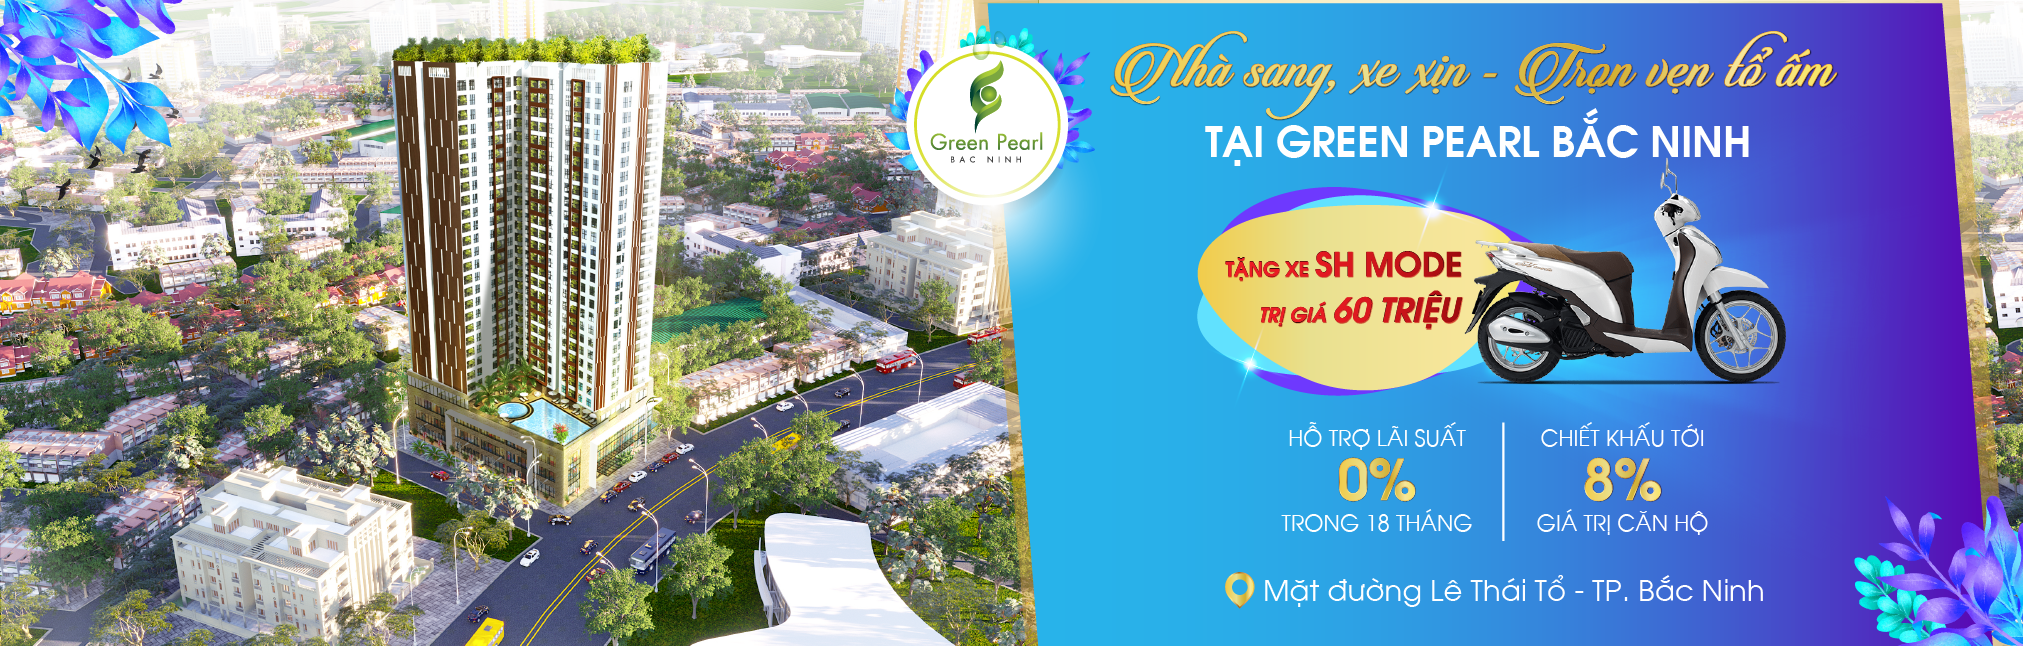 Green Pearl
BAC NINH
Nhà sang, xe xịn - Trọn vẹn tổ ấm
TẠI GREEN PEARL BẮC NINH
TẶNG XE SH MODE
TRỊ GIÁ 60 TRIỆU
HỖ TRỢ LÃI SUẤT
0%
TRONG 18 THÁNG
CHIẾT KHẤU TỚI
8%
GIÁ TRỊ CĂN HỘ
Mặt đường Lê Thái Tổ - TP. Bắc Ninh